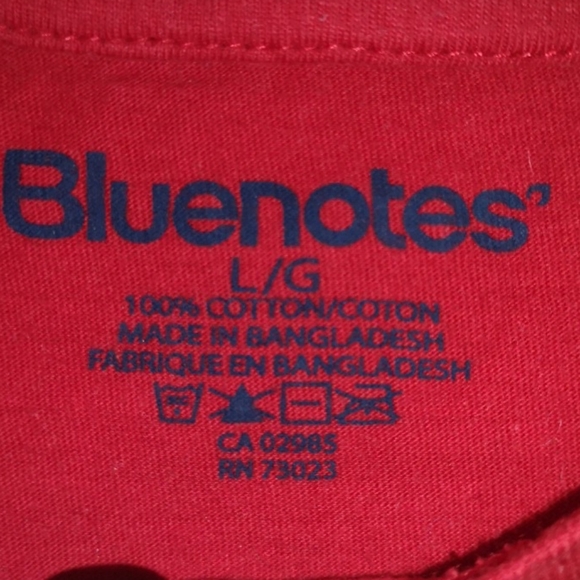 Bluenotes’
L/G
100% COTTON/COTON
MADE IN BANGLADESH
FABRIQUE EN BANGLADESH
CA 02985
RN 73023